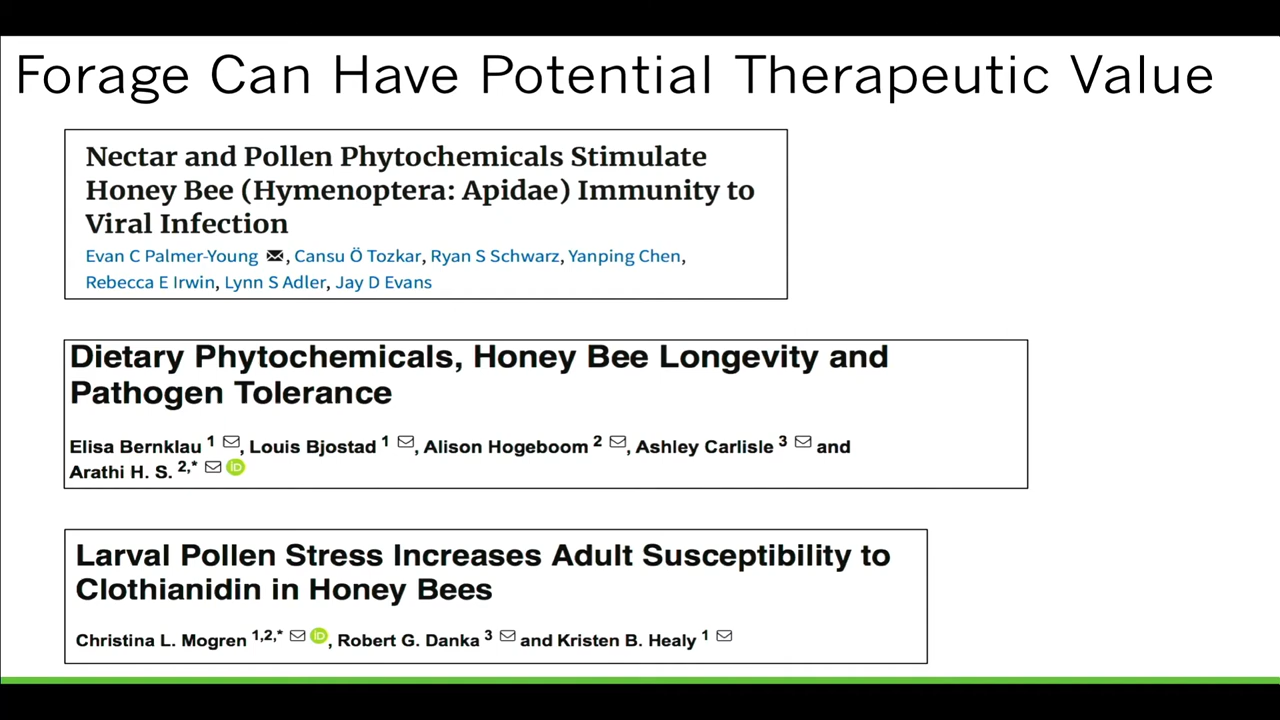 Forage Can Have Potential Therapeutic Value
Nectar and Pollen Phytochemicals Stimulate
Honey Bee (Hymenoptera: Apidae) Immunity to
Viral Infection
Evan C Palmer-Young ✉, Cansu Ö Tozkar, Ryan S Schwarz, Yanping Chen,
Rebecca E Irwin, Lynn S Adler, Jay D Evans
Dietary Phytochemicals, Honey Bee Longevity and
Pathogen Tolerance
Elisa Bernklau 1 ✉, Louis Bjostad 1 ✉, Alison Hogeboom 2 ✉, Ashley Carlisle 3 ✉ and
Arathi H. S. 2,* ✉ iD
Larval Pollen Stress Increases Adult Susceptibility to
Clothianidin in Honey Bees
Christina L. Mogren 1,2,* ✉ iD, Robert G. Danka 3 ✉ and Kristen B. Healy 1 ✉